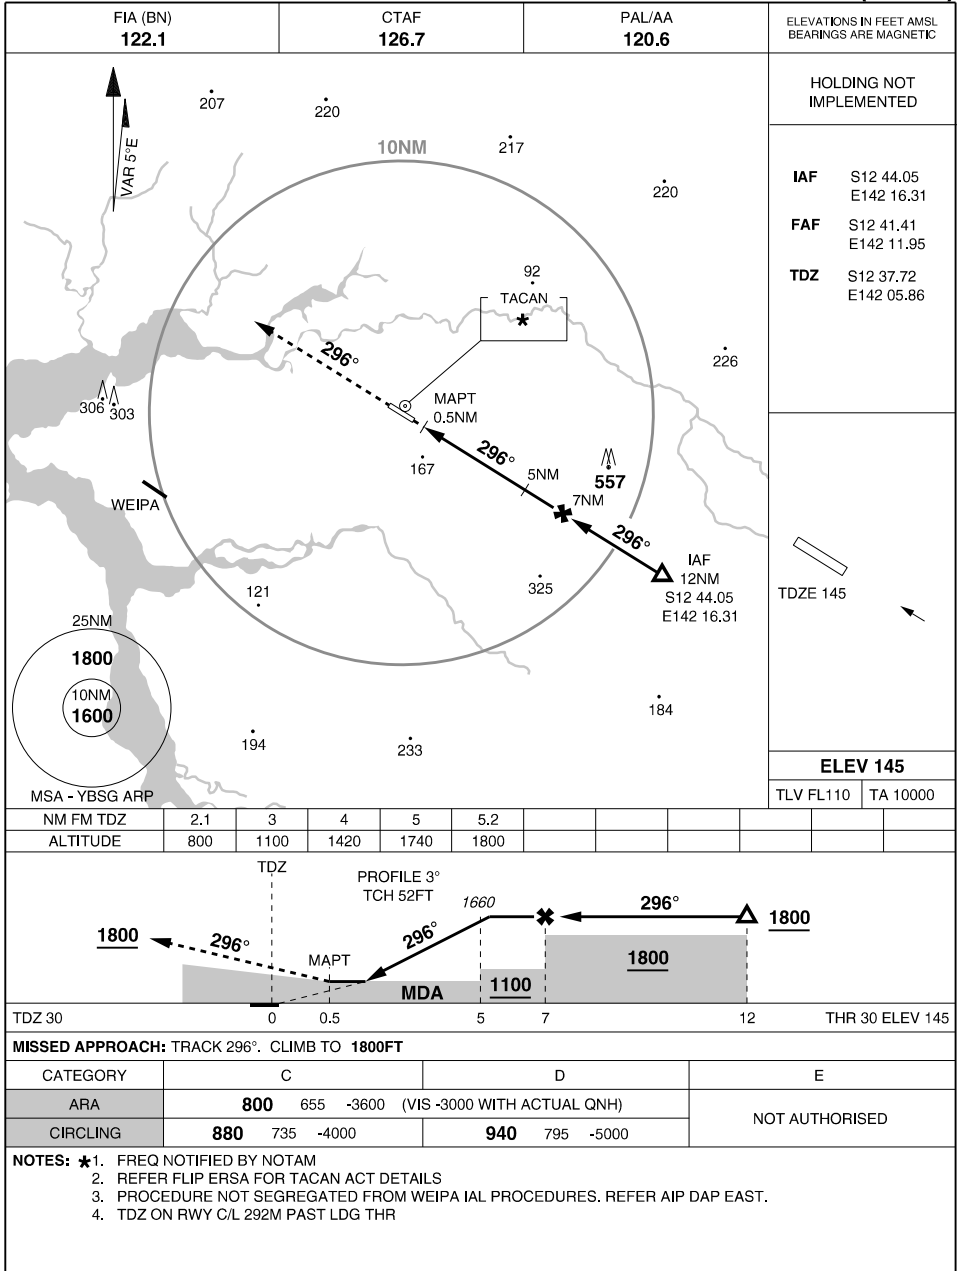 FIA (BN)
122.1
CTAF
126.7
PAL/AA
120.6
ELEVATIONS IN FEET AMSL
BEARINGS ARE MAGNETIC
HOLDING NOT
IMPLEMENTED
IAF S12 44.05
E142 16.31
FAF S12 41.41
E142 11.95
TDZ S12 37.72
E142 05.86
VAR 5°E
207
220
10NM
217
220
92
TACAN
*
296°
226
306
303
MAPT
0.5NM
167
296°
5NM
557
7NM
WEIPA
296°
IAF
12NM
S12 44.05
E142 16.31
325
121
25NM
1800
10NM
1600
MSA - YBSG ARP
194
233
184
TDZE 145
ELEV 145
TLV FL110 TA 10000
NM FM TDZ 2.1 3 4 5 5.2
ALTITUDE 800 1100 1420 1740 1800
TDZ
PROFILE 3°
TCH 52FT
1660
296°
1800
1800
296°
296°
MAPT
1800
1100
MDA
TDZ 30 0 0.5 5 7 12 THR 30 ELEV 145
MISSED APPROACH: TRACK 296°. CLIMB TO 1800FT
CATEGORY C D E
ARA 800 655 -3600 (VIS -3000 WITH ACTUAL QNH)
NOT AUTHORISED
CIRCLING 880 735 -4000 940 795 -5000
NOTES: *1. FREQ NOTIFIED BY NOTAM
2. REFER FLIP ERSA FOR TACAN ACT DETAILS
3. PROCEDURE NOT SEGREGATED FROM WEIPA IAL PROCEDURES. REFER AIP DAP EAST.
4. TDZ ON RWY C/L 292M PAST LDG THR